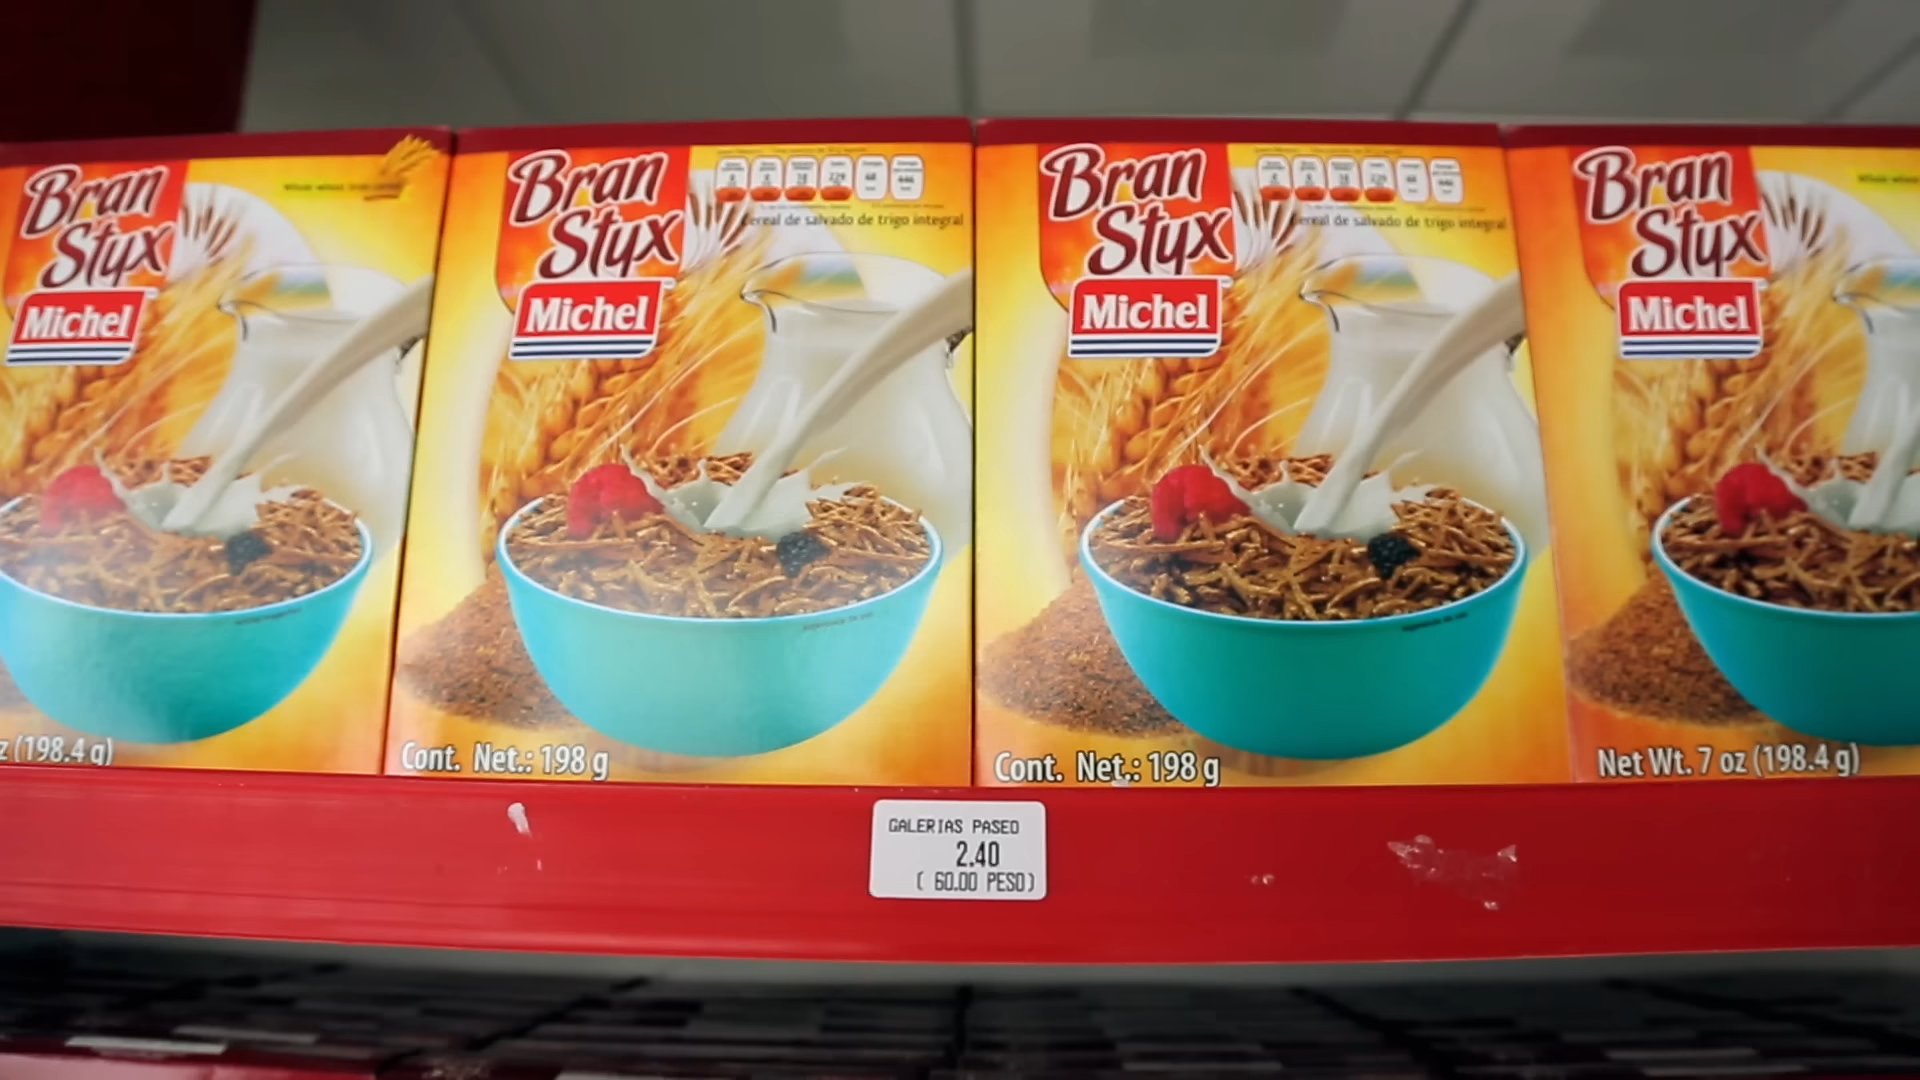 Bran
Styx
Michel
z (198.4 g)
Bran
Styx
Michel
cereal de salvado de trigo integral
Cont. Net.: 198 g
Bran
Styx
Michel
cereal de salvado de trigo integral
Cont. Net.: 198 g
Bran
Styx
Michel
Net Wt. 7 oz (198.4 g)
GALERIAS PASEO
2.40
( 60.00 PESO)